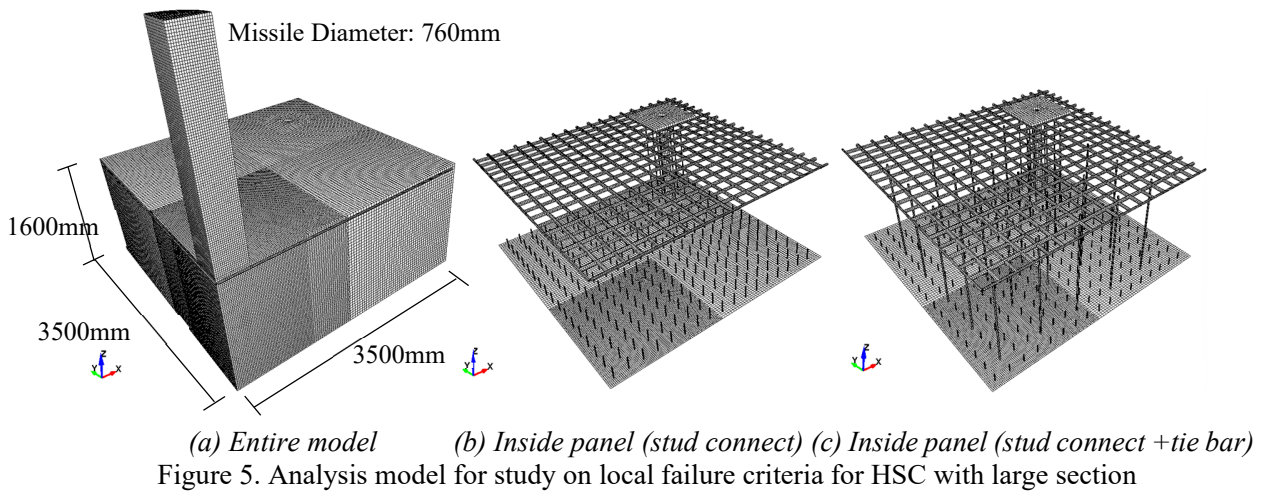 Missile Diameter: 760mm
1600mm
3500mm
3500mm
Z
Y
X
Z
Y
X
Z
Y
X
(a) Entire model
(b) Inside panel (stud connect)
(c) Inside panel (stud connect +tie bar)
Figure 5. Analysis model for study on local failure criteria for HSC with large section